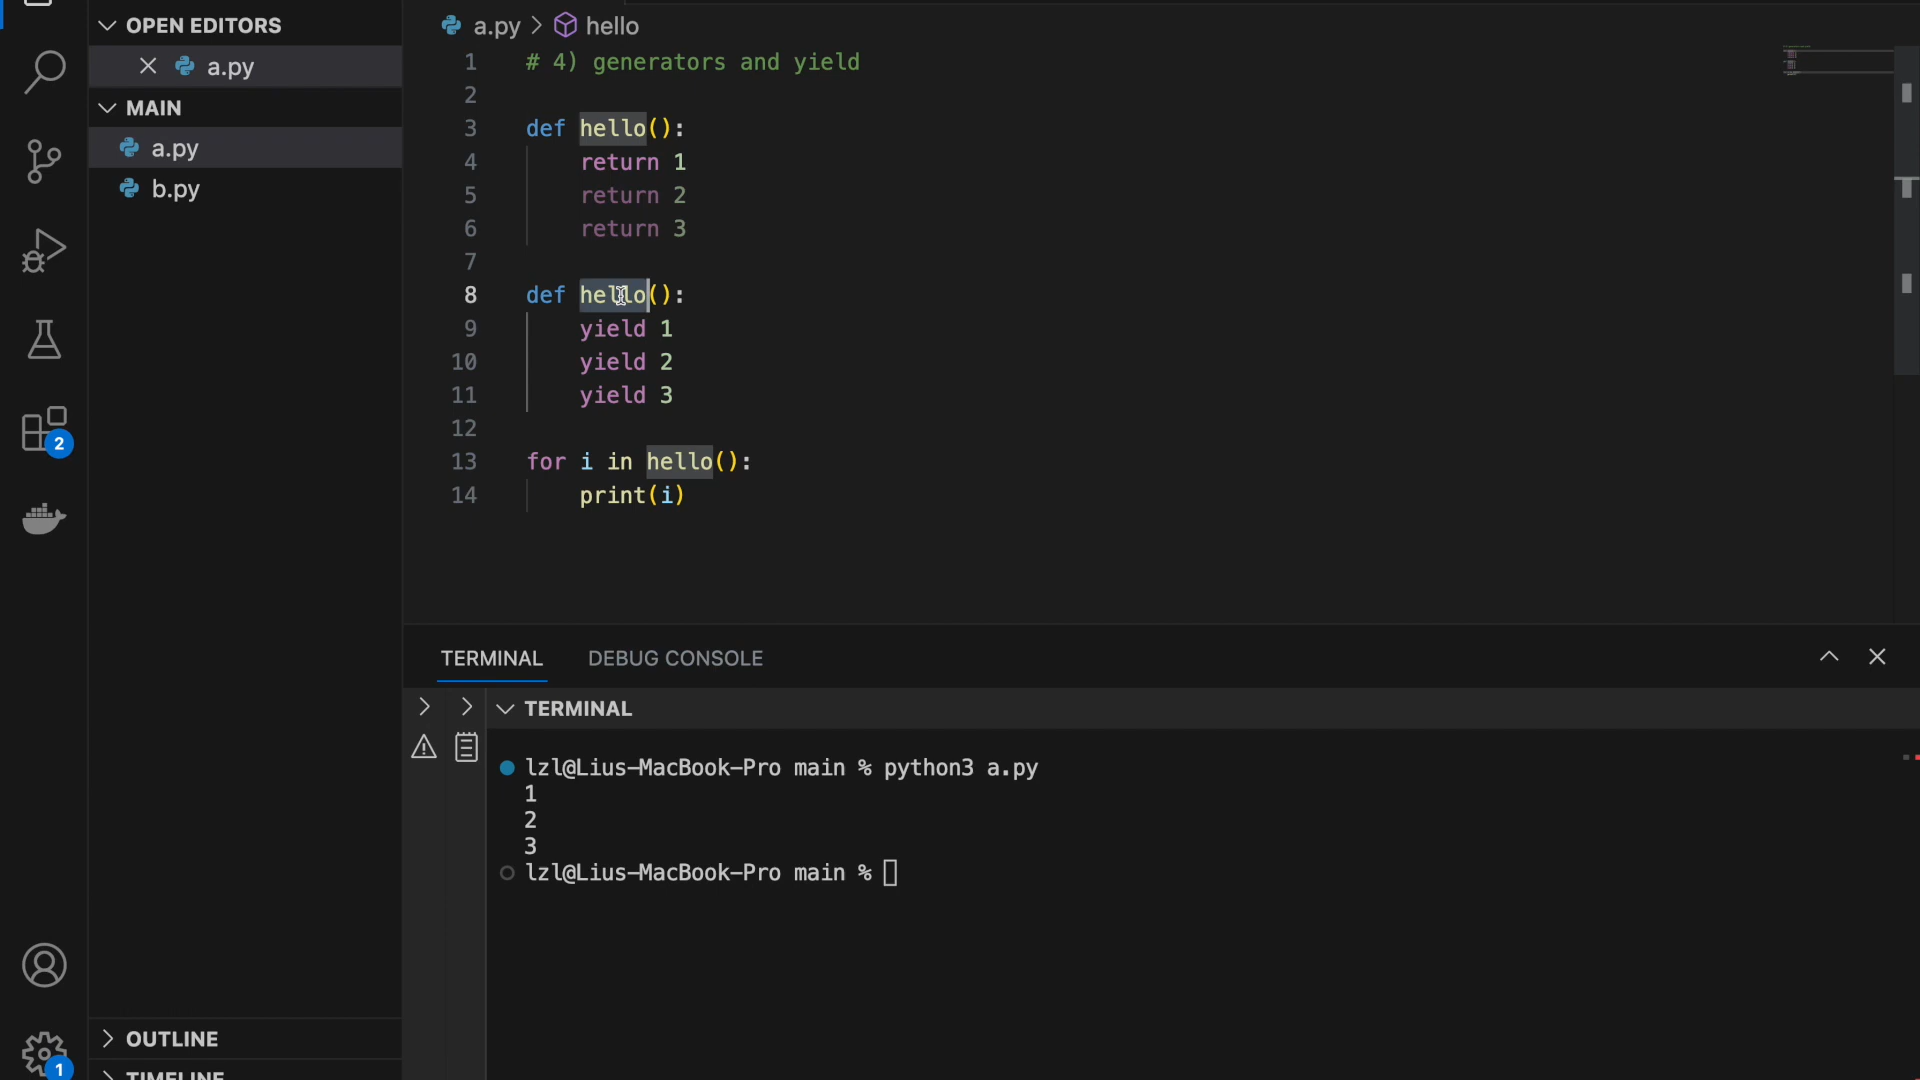 OPEN EDITORS
a.py
MAIN
a.py
b.py
2
1
OUTLINE
TIMELINE
a.py > hello
1 # 4) generators and yield
2
3 def hello():
4 return 1
5 return 2
6 return 3
7
8 def hello():
9 yield 1
10 yield 2
11 yield 3
12
13 for i in hello():
14 print(i)
TERMINAL DEBUG CONSOLE
TERMINAL
lzl@Lius-MacBook-Pro main % python3 a.py
1
2
3
lzl@Lius-MacBook-Pro main %